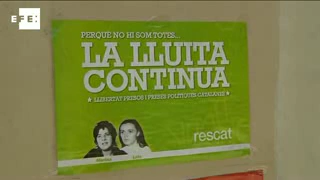 EFE:
PERQUÈ NO HI SOM TOTES...
LA LLUITA
CONTINUA
LLIBERTAT PRESOS I PRESES POLÍTIQUES CATALANES
rescat